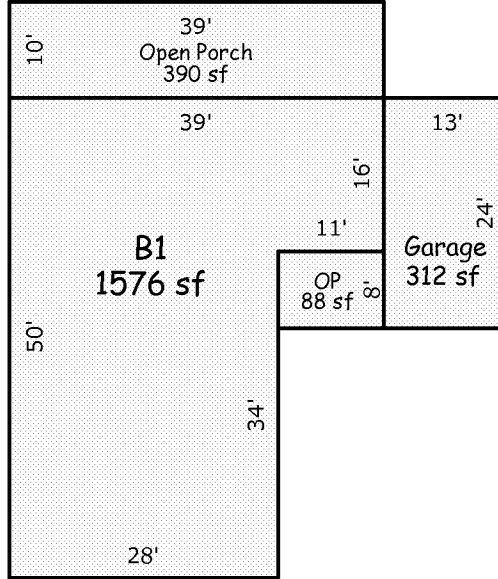 39'
10'
Open Porch
390 sf
39'
13'
16'
24'
11'
B1
1576 sf
Garage
312 sf
OP
88 sf
8'
50'
34'
28'